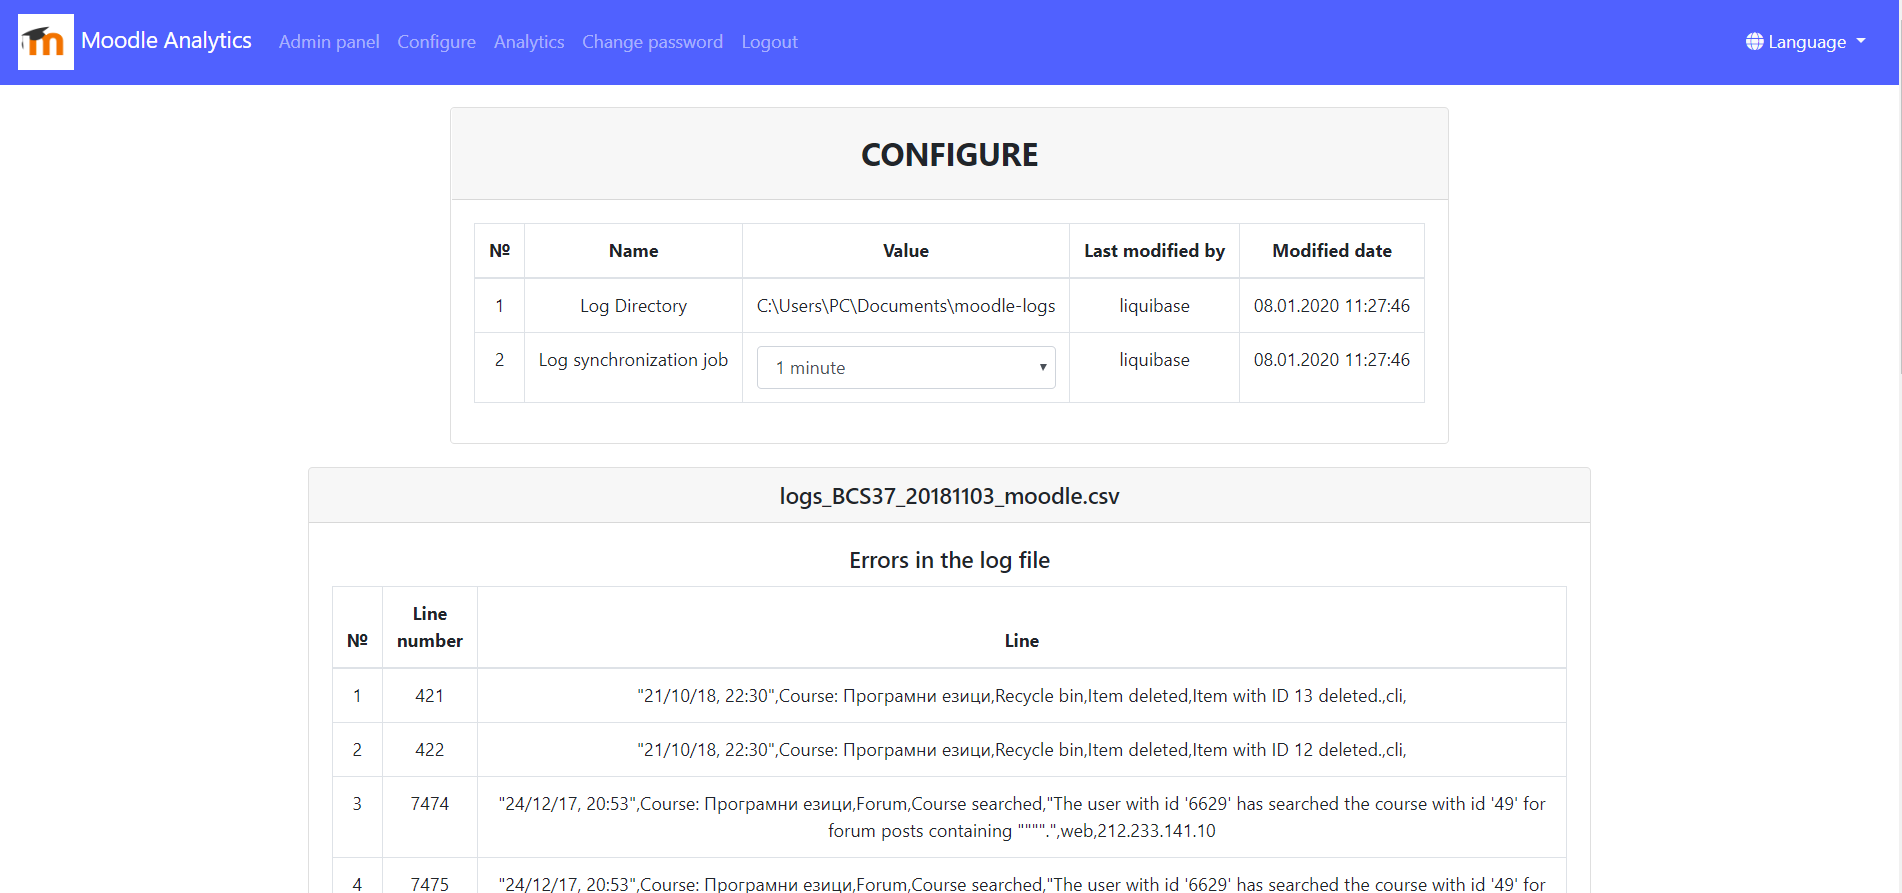 m
Moodle Analytics Admin panel Configure Analytics Change password Logout Language
CONFIGURE
№ Name Value Last modified by Modified date
1 Log Directory C:\Users\PC\Documents\moodle-logs liquibase 08.01.2020 11:27:46
2 Log synchronization job 1 minute liquibase 08.01.2020 11:27:46
logs_BCS37_20181103_moodle.csv
Errors in the log file
№ Line number Line
1 421 "21/10/18, 22:30",Course: Програмни езици,Recycle bin,Item deleted,Item with ID 13 deleted.,cli,
2 422 "21/10/18, 22:30",Course: Програмни езици,Recycle bin,Item deleted,Item with ID 12 deleted.,cli,
3 7474 "24/12/17, 20:53",Course: Програмни езици,Forum,Course searched,"The user with id '6629' has searched the course with id '49' for
forum posts containing """".",web,212.233.141.10
4 7475 "24/12/17, 20:53",Course: Програмни езици,Forum,Course searched,"The user with id '6629' has searched the course with id '49' for